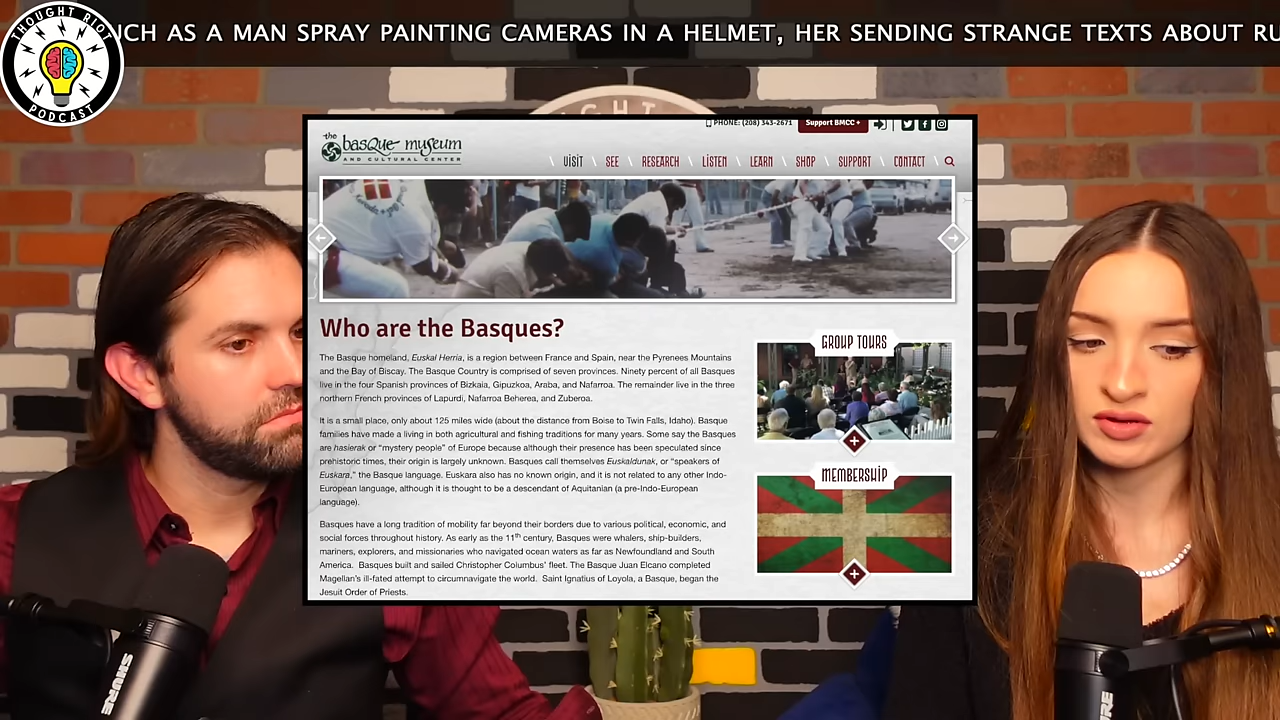 THOUGHT RIOT
PODCAST
NCH AS A MAN SPRAY PAINTING CAMERAS IN A HELMET, HER SENDING STRANGE TEXTS ABOUT RU
GHT
PHONE: (208) 343-2671
Support BMCC +
the
basque museum
AND CULTURAL CENTER
\ VISIT \ SEE \ RESEARCH \ LISTEN \ LEARN \ SHOP \ SUPPORT \ CONTACT \
Who are the Basques?
The Basque homeland, Euskal Herria, is a region between France and Spain, near the Pyrenees Mountains
and the Bay of Biscay. The Basque Country is comprised of seven provinces. Ninety percent of all Basques
live in the four Spanish provinces of Bizkaia, Gipuzkoa, Araba, and Nafarroa. The remainder live in the three
northern French provinces of Lapurdi, Nafarroa Beherea, and Zuberoa.
It is a small place, only about 125 miles wide (about the distance from Boise to Twin Falls, Idaho). Basque
families have made a living in both agricultural and fishing traditions for many years. Some say the Basques
are hasierak or “mystery people” of Europe because although their presence has been speculated since
prehistoric times, their origin is largely unknown. Basques call themselves Euskaldunak, or “speakers of
Euskara,” the Basque language. Euskara also has no known origin, and it is not related to any other Indo-
European language, although it is thought to be a descendant of Aquitanian (a pre-Indo-European
language).
Basques have a long tradition of mobility far beyond their borders due to various political, economic, and
social forces throughout history. As early as the 11th century, Basques were whalers, ship-builders,
mariners, explorers, and missionaries who navigated ocean waters as far as Newfoundland and South
America. Basques built and sailed Christopher Columbus' fleet. The Basque Juan Elcano completed
Magellan's ill-fated attempt to circumnavigate the world. Saint Ignatius of Loyola, a Basque, began the
Jesuit Order of Priests.
GROUP TOURS
MEMBERSHIP
SHURE